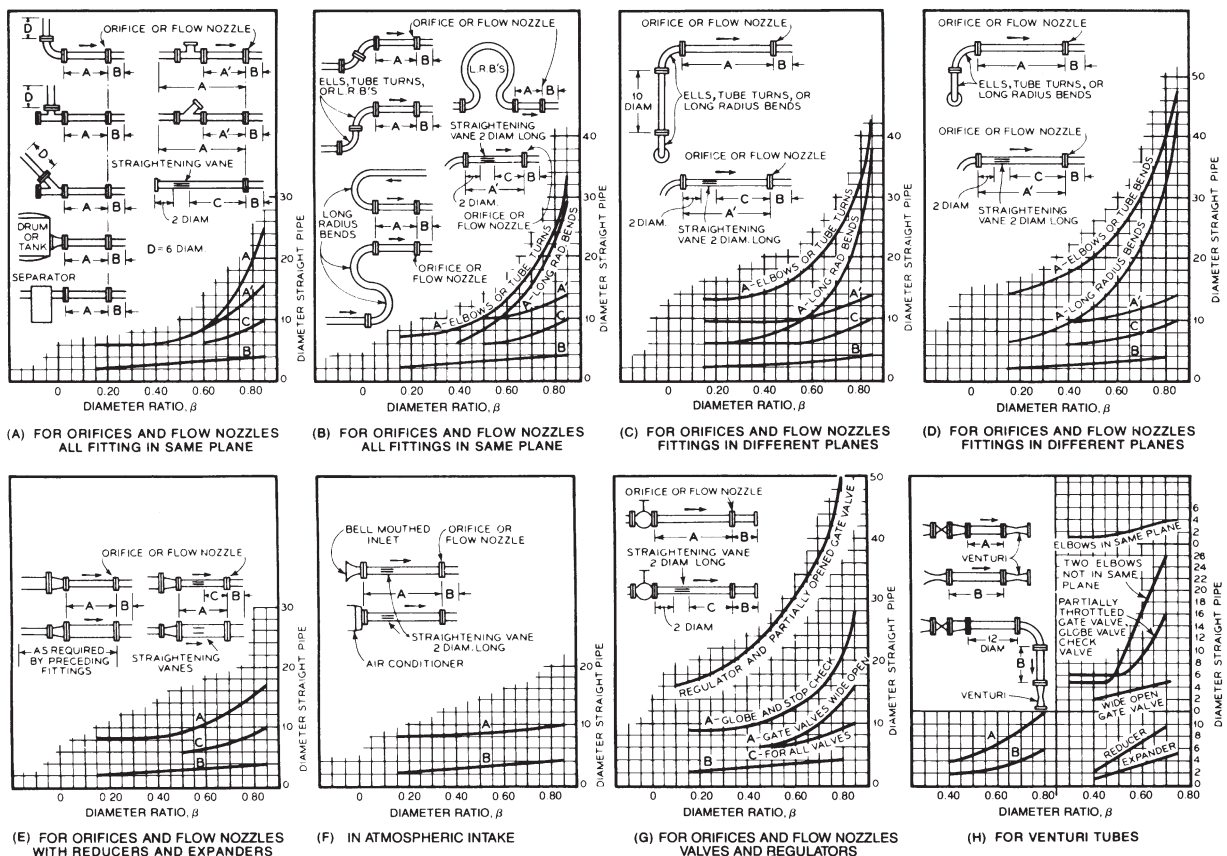 ORIFICE OR FLOW NOZZLE
D
A
B
A'
B
A
D
A
B
A'
B
A
D
STRAIGHTENING VANE
A
B
C
B
2 DIAM
DRUM
OR
TANK
D = 6 DIAM
A
B
SEPARATOR
A
B
A
A'
C
B
30
20
10
0
DIAMETER STRAIGHT PIPE
0 0.20 0.40 0.60 0.80
DIAMETER RATIO, β
(A) FOR ORIFICES AND FLOW NOZZLES
ALL FITTING IN SAME PLANE
ORIFICE OR FLOW NOZZLE
A
B
L.R.B'S
A
B
ELLS, TUBE TURNS,
OR L.R B'S
A
B
STRAIGHTENING
VANE 2 DIAM LONG
C
B
A'
2 DIAM.
ORIFICE OR
FLOW NOZZLE
LONG
RADIUS
BENDS
A
B
A
B
ORIFICE OR
FLOW NOZZLE
A-ELBOWS OR TUBE TURNS
A-LONG RAD. BENDS
A'
C
B
40
30
20
10
0
DIAMETER STRAIGHT PIPE
0 0.20 0.40 0.60 0.80
DIAMETER RATIO, β
(B) FOR ORIFICES AND FLOW NOZZLES
ALL FITTINGS IN SAME PLANE
ORIFICE OR FLOW NOZZLE
A
B
10
DIAM
ELLS, TUBE TURNS, OR
LONG RADIUS BENDS
ORIFICE OR FLOW NOZZLE
C
B
2 DIAM.
A'
STRAIGHTENING
VANE 2 DIAM. LONG
A-ELBOWS OR TUBE TURNS
A-LONG RAD BENDS
A'
C
B
40
30
20
10
0
DIAMETER STRAIGHT PIPE
0 0.20 0.40 0.60 0.80
DIAMETER RATIO, β
(C) FOR ORIFICES AND FLOW NOZZLES
FITTINGS IN DIFFERENT PLANES
ORIFICE OR FLOW NOZZLE
A
B
ELLS, TUBE TURNS, OR
LONG RADIUS BENDS
ORIFICE OR FLOW NOZZLE
C
B
A'
2 DIAM
STRAIGHTENING
VANE 2 DIAM LONG
A-ELBOWS OR TUBE BENDS
A-LONG RADIUS BENDS
A'
C
B
50
40
30
20
10
0
DIAMETER STRAIGHT PIPE
0 0.20 0.40 0.60 0.80
DIAMETER RATIO, β
(D) FOR ORIFICES AND FLOW NOZZLES
FITTINGS IN DIFFERENT PLANES
ORIFICE OR FLOW NOZZLE
A
B
C
B
A
AS REQUIRED
BY PRECEDING
FITTINGS
STRAIGHTENING
VANES
A
C
B
30
20
10
0
DIAMETER STRAIGHT PIPE
0 0.20 0.40 0.60 0.80
DIAMETER RATIO, β
(E) FOR ORIFICES AND FLOW NOZZLES
WITH REDUCERS AND EXPANDERS
BELL MOUTHED
INLET
ORIFICE OR
FLOW NOZZLE
A
B
STRAIGHTENING VANE
2 DIAM. LONG
AIR CONDITIONER
A
B
20
10
0
DIAMETER STRAIGHT PIPE
0 0.20 0.40 0.60 0.80
DIAMETER RATIO, β
(F) IN ATMOSPHERIC INTAKE
ORIFICE OR FLOW NOZZLE
A
B
STRAIGHTENING VANE
2 DIAM LONG
C
B
2 DIAM
REGULATOR AND PARTIALLY OPENED GATE VALVE
A-GLOBE AND STOP CHECK
A-GATE VALVES WIDE OPEN
C-FOR ALL VALVES
B
50
40
30
20
10
0
DIAMETER STRAIGHT PIPE
0 0.20 0.40 0.60 0.80
DIAMETER RATIO, β
(G) FOR ORIFICES AND FLOW NOZZLES
VALVES AND REGULATORS
A
VENTURI
B
12
DIAM
B
VENTURI
A
B
ELBOWS IN SAME PLANE
TWO ELBOWS
NOT IN SAME
PLANE
PARTIALLY
THROTTLED
GATE VALVE,
GLOBE VALVE
CHECK
VALVE
WIDE OPEN
GATE VALVE
REDUCER
EXPANDER
6
4
2
0
26
24
22
20
18
16
14
12
10
8
6
4
2
0
8
6
4
2
0
DIAMETER STRAIGHT PIPE
0 0.20 0.40 0.60 0.80 0.40 0.60 0.80
DIAMETER RATIO, β
(H) FOR VENTURI TUBES